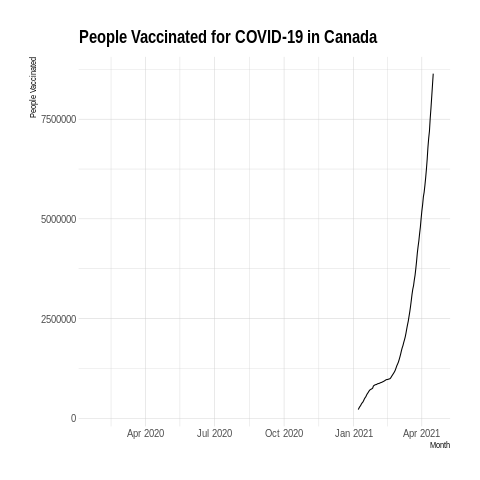 People Vaccinated for COVID-19 in Canada
People Vaccinated
7500000
5000000
2500000
0
Apr 2020 Jul 2020 Oct 2020 Jan 2021 Apr 2021
Month